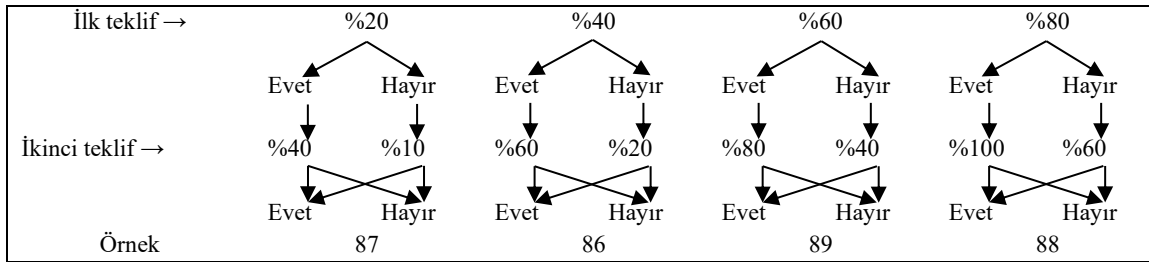 İlk teklif → %20 %40 %60 %80
Evet Hayır Evet Hayır Evet Hayır Evet Hayır
İkinci teklif → %40 %10 %60 %20 %80 %40 %100 %60
Evet Hayır Evet Hayır Evet Hayır Evet Hayır
Örnek 87 86 89 88